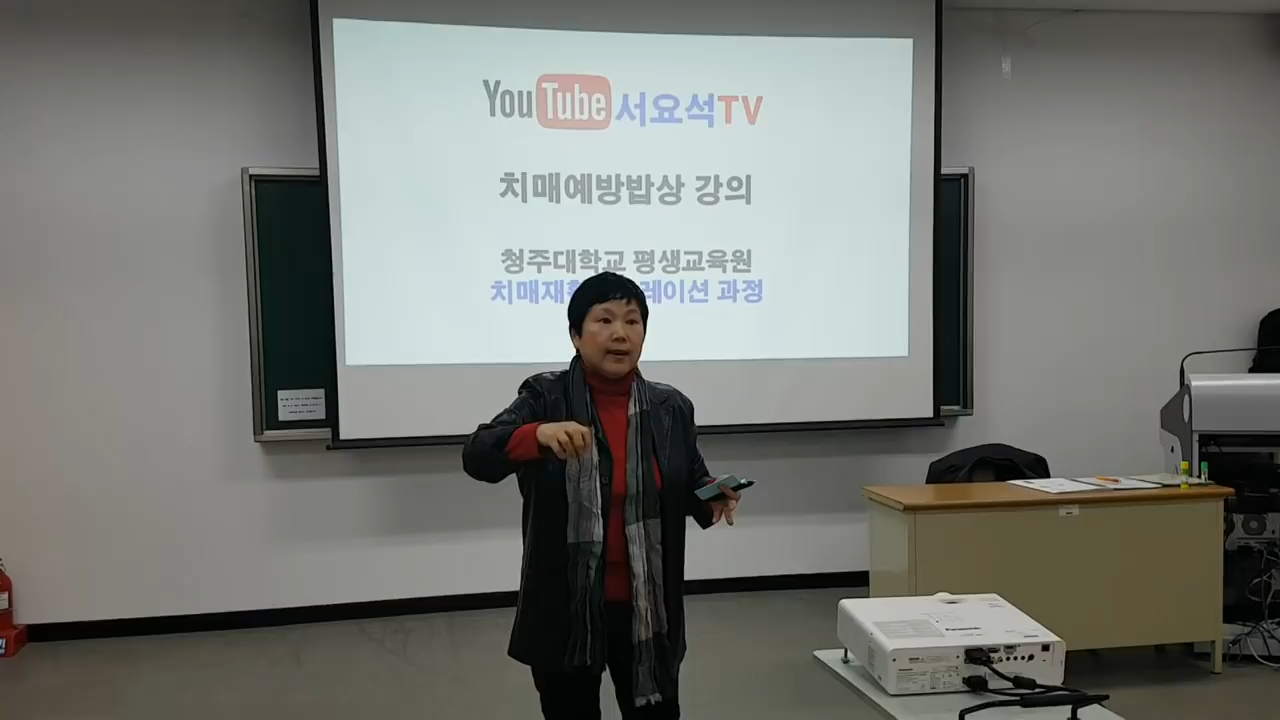 YouTube 서요석TV
치매예방밥상 강의
청주대학교 평생교육원
치매재 레이션 과정
Panasonic